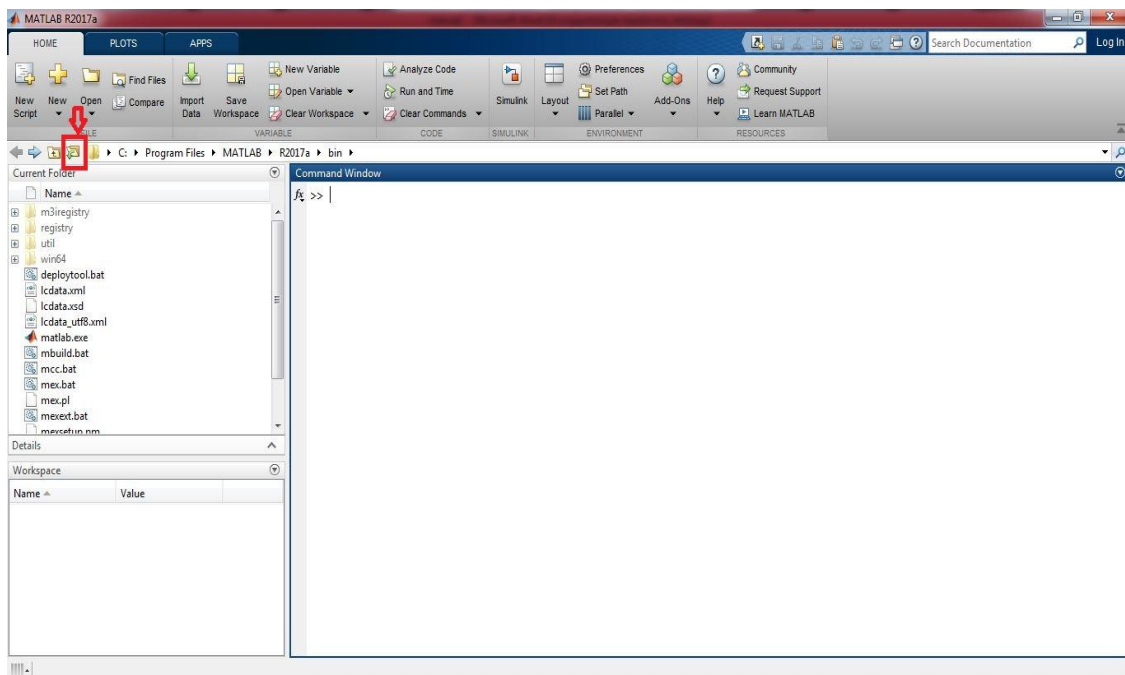 MATLAB R2017a
HOME PLOTS APPS
Search Documentation
Log In
New Script
New
Open
Find Files
Compare
Import Data
Save Workspace
New Variable
Open Variable
Clear Workspace
Analyze Code
Run and Time
Clear Commands
Simulink
Layout
Preferences
Set Path
Parallel
Add-Ons
Help
Community
Request Support
Learn MATLAB
FILE VARIABLE CODE SIMULINK ENVIRONMENT RESOURCES
C: Program Files MATLAB R2017a bin
Current Folder
Name
m3iregistry
registry
util
win64
deploytool.bat
lcdata.xml
lcdata.xsd
lcdata_utf8.xml
matlab.exe
mbuild.bat
mcc.bat
mex.bat
mex.pl
mexext.bat
mexsetup.pm
Details
Workspace
Name Value
Command Window
fx >>